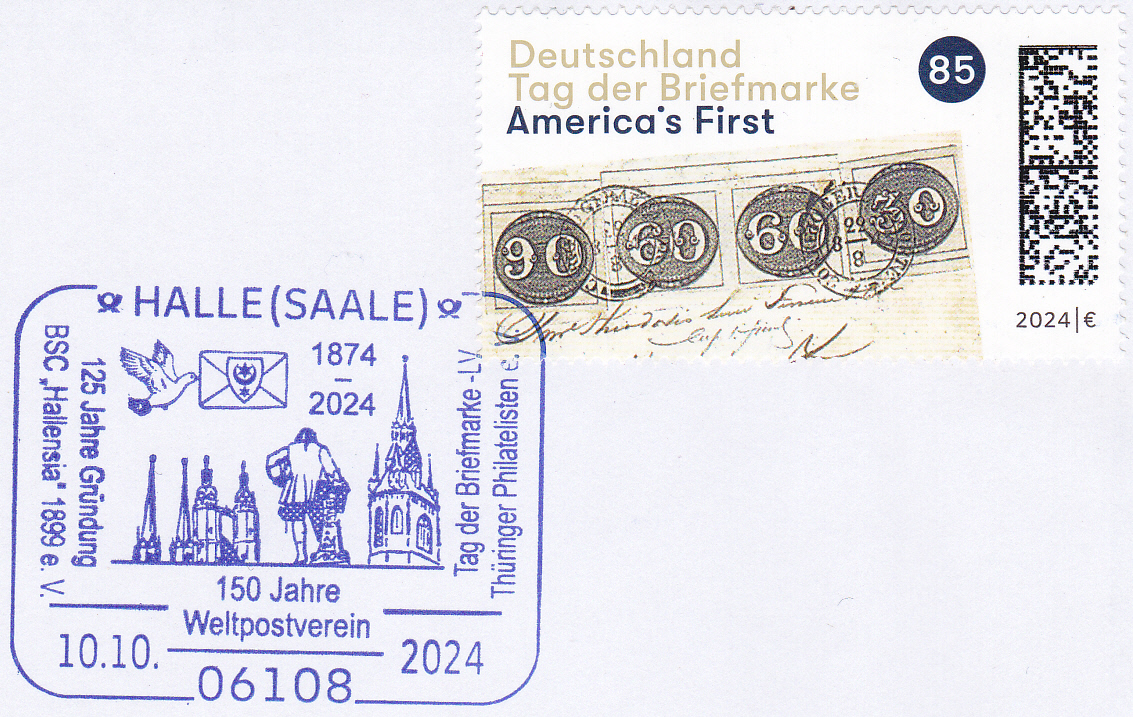 Deutschland
Tag der Briefmarke
America's First
85
90
60
60
30
2024|€
HALLE (SAALE)
1874
–
2024
125 Jahre Gründung
BSC „Hallensia" 1899 e. V.
Tag der Briefmarke - LV
Thüringer Philatelisten e.
150 Jahre
Weltpostverein
10.10. 2024
06108